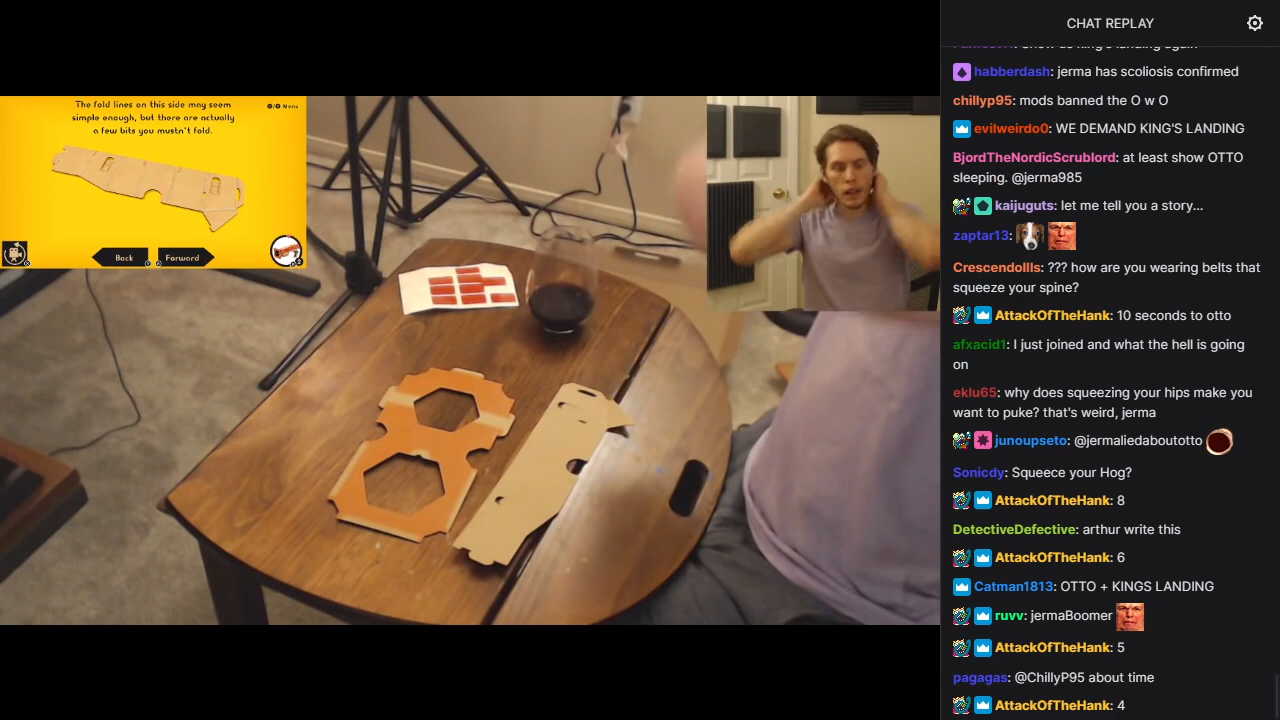 The fold lines on this side may seem
simple enough, but there are actually
a few bits you mustn't fold.
Menu
Back
Forward
CHAT REPLAY
habberdash: jerma has scoliosis confirmed
chillyp95: mods banned the O w O
evilweirdo0: WE DEMAND KING'S LANDING
BjordTheNordicScrublord: at least show OTTO
sleeping. @jerma985
kaijuguts: let me tell you a story...
zaptar13:
Crescendollls: ??? how are you wearing belts that
squeeze your spine?
AttackOfTheHank: 10 seconds to otto
afxacid1: I just joined and what the hell is going
on
eklu65: why does squeezing your hips make you
want to puke? that's weird, jerma
junoupseto: @jermaliedaboutotto
Sonicdy: Squeece your Hog?
AttackOfTheHank: 8
DetectiveDefective: arthur write this
AttackOfTheHank: 6
Catman1813: OTTO + KINGS LANDING
ruvv: jermaBoomer
AttackOfTheHank: 5
pagagas: @ChillyP95 about time
AttackOfTheHank: 4